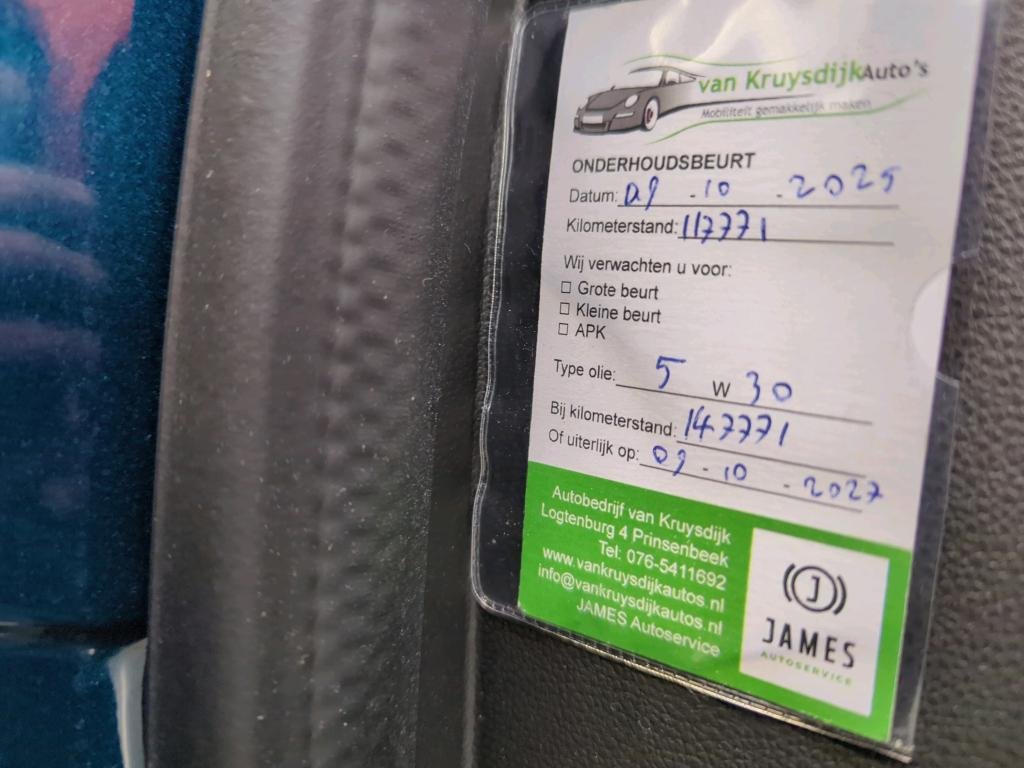 van Kruysdijk Auto's
Mobiliteit gemakkelijk maken
ONDERHOUDSBEURT
Datum: 09 -10 -2025
Kilometerstand: 117771
Wij verwachten u voor:
☐ Grote beurt
☐ Kleine beurt
☐ APK
Type olie: 5 W 30
Bij kilometerstand: 147771
Of uiterlijk op: 09 -10 -2027
Autobedrijf van Kruysdijk
Logtenburg 4 Prinsenbeek
Tel: 076-5411692
www.vankruysdijkautos.nl
info@vankruysdijkautos.nl
JAMES Autoservice
J
JAMES
AUTOSERVICE